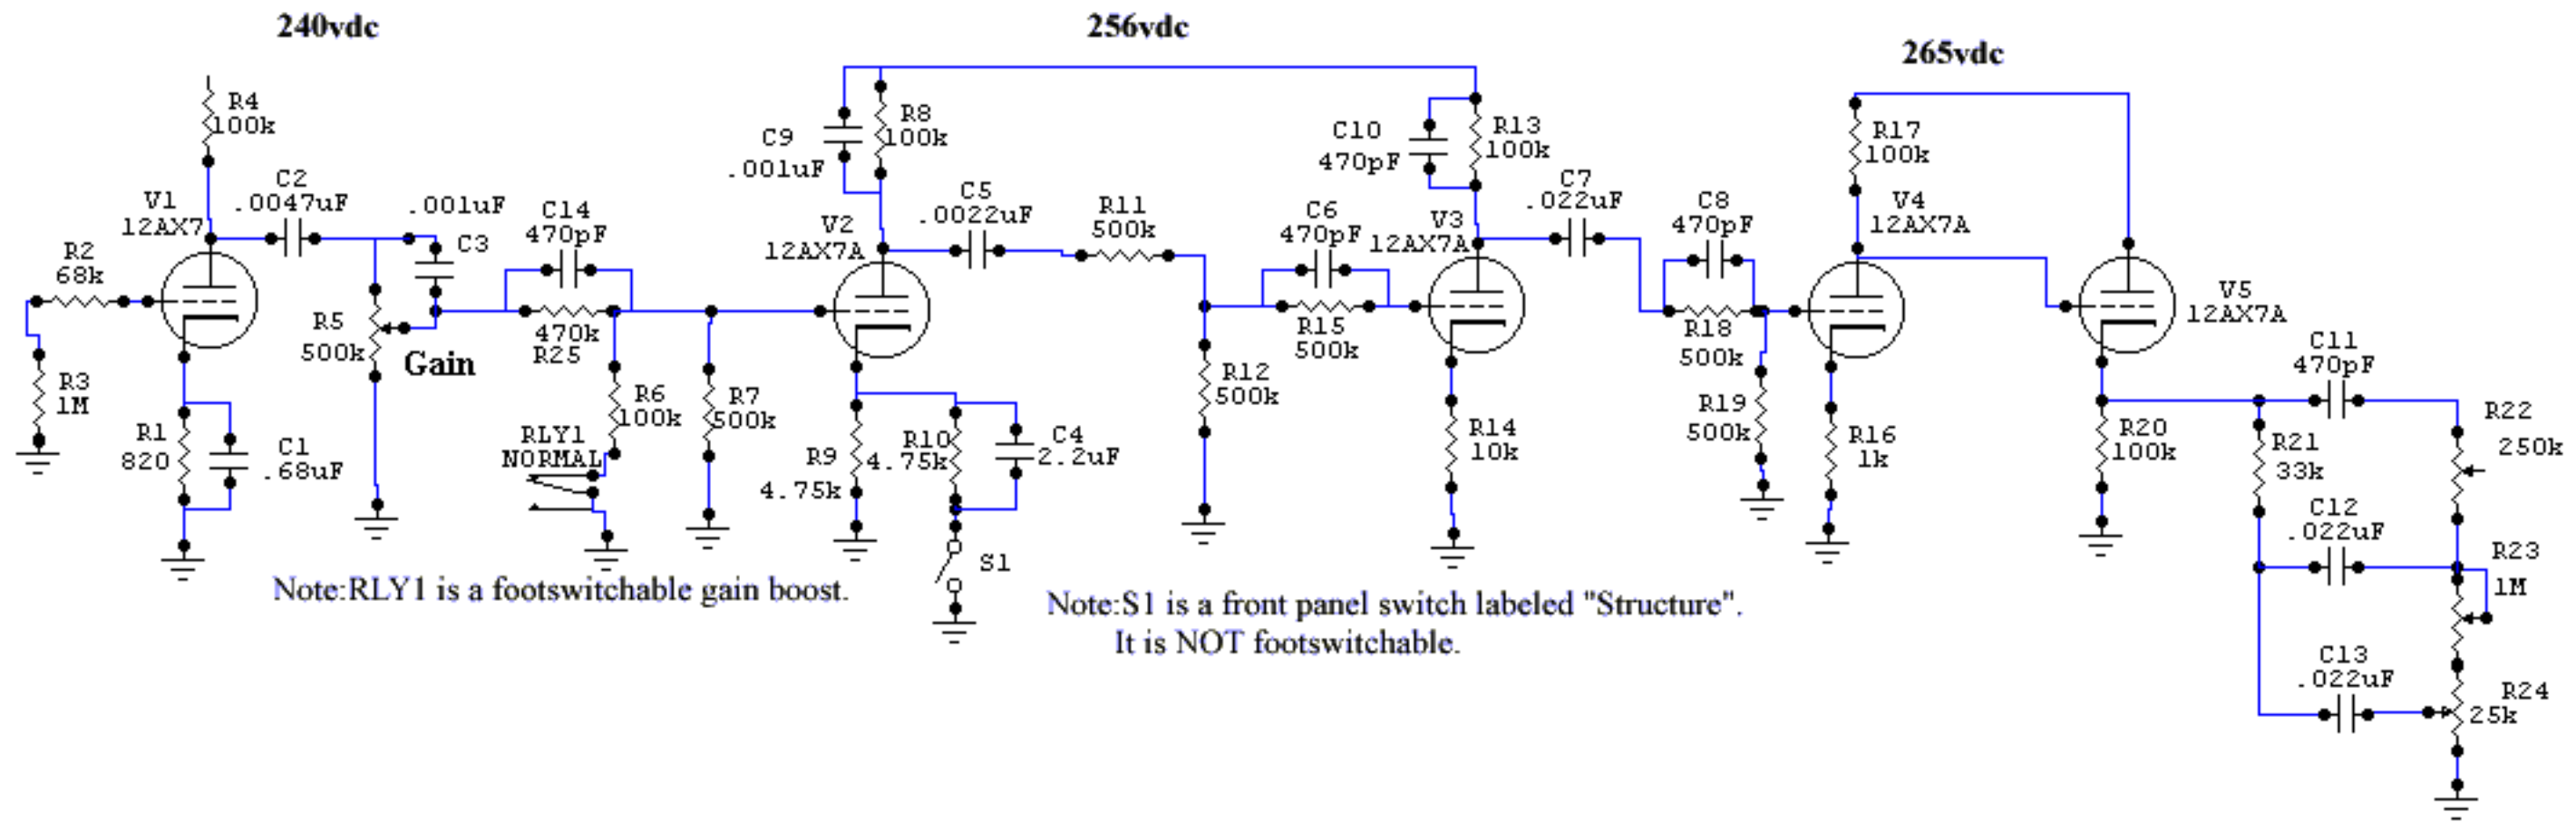 240vdc
256vdc
265vdc
R4
100k
C2
.0047uF
V1
12AX7
R2
68k
R3
1M
R1
820
C1
.68uF
R5
500k
Gain
.001uF
C3
C14
470pF
470k
R25
R6
100k
RLY1
NORMAL
R7
500k
C9
.001uF
R8
100k
V2
12AX7A
C5
.0022uF
R11
500k
R9
4.75k
R10
4.75k
C4
2.2uF
S1
R12
500k
C6
470pF
R15
500k
C10
470pF
R13
100k
V3
12AX7A
R14
10k
C7
.022uF
C8
470pF
R18
500k
R19
500k
R17
100k
V4
12AX7A
R16
1k
V5
12AX7A
R20
100k
C11
470pF
R21
33k
R22
250k
C12
.022uF
R23
1M
C13
.022uF
R24
25k
Note:RLY1 is a footswitchable gain boost.
Note:S1 is a front panel switch labeled "Structure".
It is NOT footswitchable.